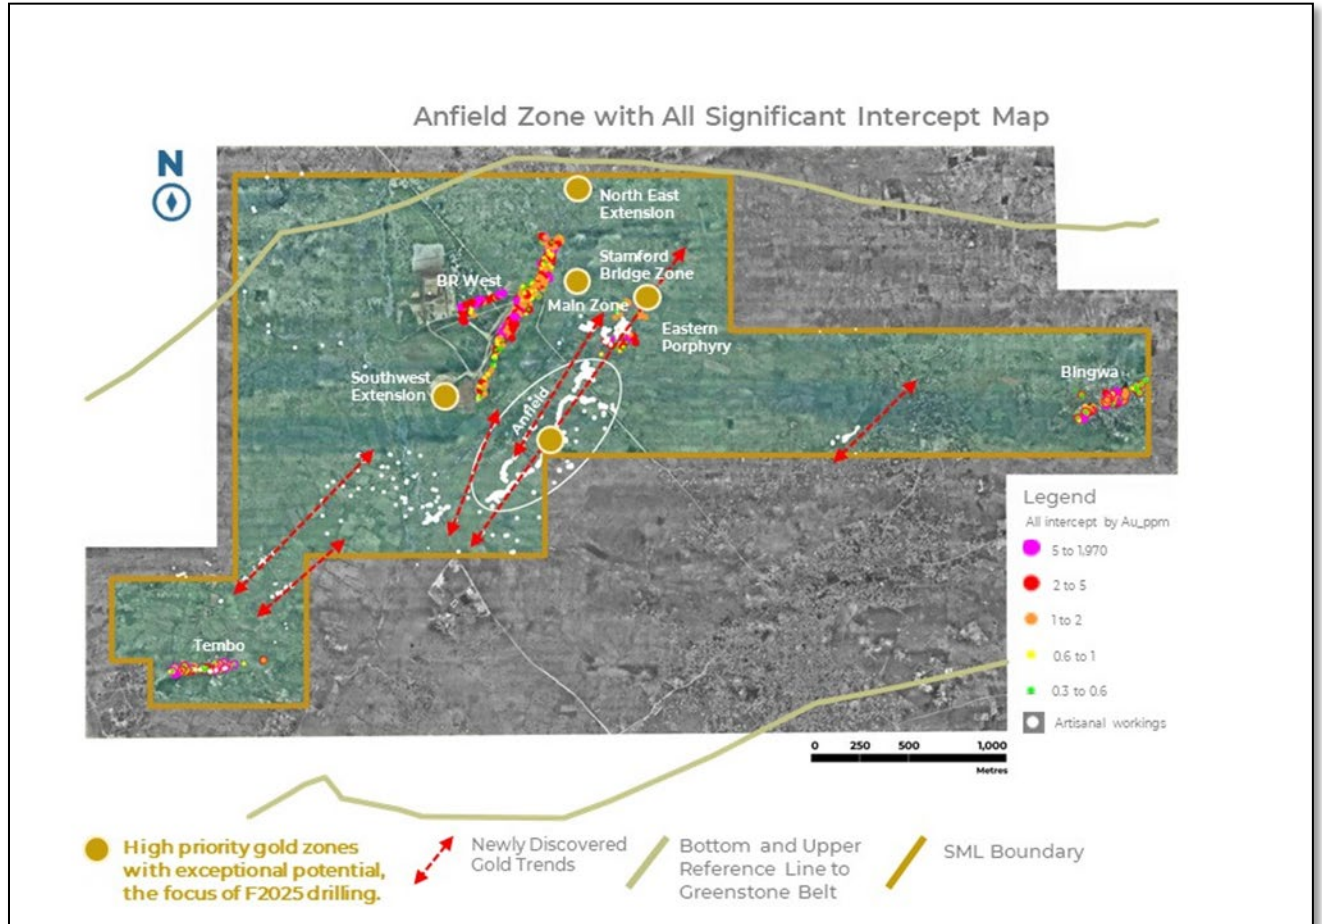 Anfield Zone with All Significant Intercept Map
N
North East
Extension
Stamford
Bridge Zone
BR West
Main Zone
Eastern
Porphyry
Southwest
Extension
Anfield
Bingwa
Tembo
Legend
All intercept by Au_ppm
5 to 1,970
2 to 5
1 to 2
0.6 to 1
0.3 to 0.6
Artisanal workings
0 250 500 1,000
Metres
High priority gold zones
with exceptional potential,
the focus of F2025 drilling.
Newly Discovered
Gold Trends
Bottom and Upper
Reference Line to
Greenstone Belt
SML Boundary